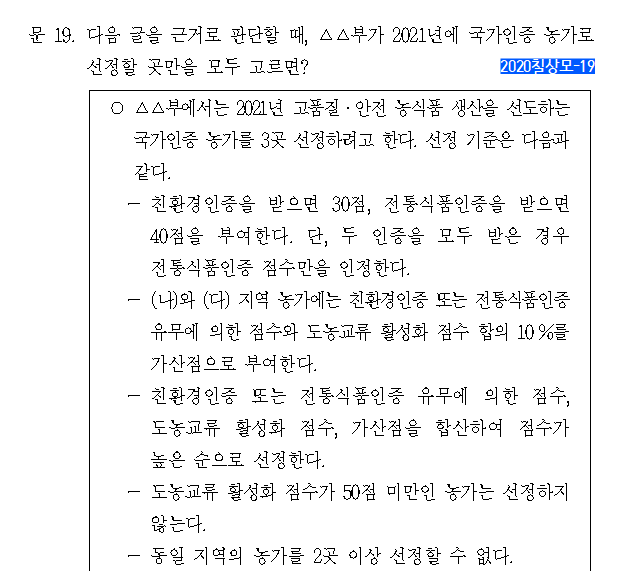 문 19. 다음 글을 근거로 판단할 때, △△부가 2021년에 국가인증 농가로
선정할 곳만을 모두 고르면?
2020침상모-19
○ △△부에서는 2021년 고품질·안전 농식품 생산을 선도하는
국가인증 농가를 3곳 선정하려고 한다. 선정 기준은 다음과
같다.
- 친환경인증을 받으면 30점, 전통식품인증을 받으면
40점을 부여한다. 단, 두 인증을 모두 받은 경우
전통식품인증 점수만을 인정한다.
- (나)와 (다) 지역 농가에는 친환경인증 또는 전통식품인증
유무에 의한 점수와 도농교류 활성화 점수 합의 10 %를
가산점으로 부여한다.
- 친환경인증 또는 전통식품인증 유무에 의한 점수,
도농교류 활성화 점수, 가산점을 합산하여 점수가
높은 순으로 선정한다.
- 도농교류 활성화 점수가 50점 미만인 농가는 선정하지
않는다.
- 동일 지역의 농가를 2곳 이상 선정할 수 없다.